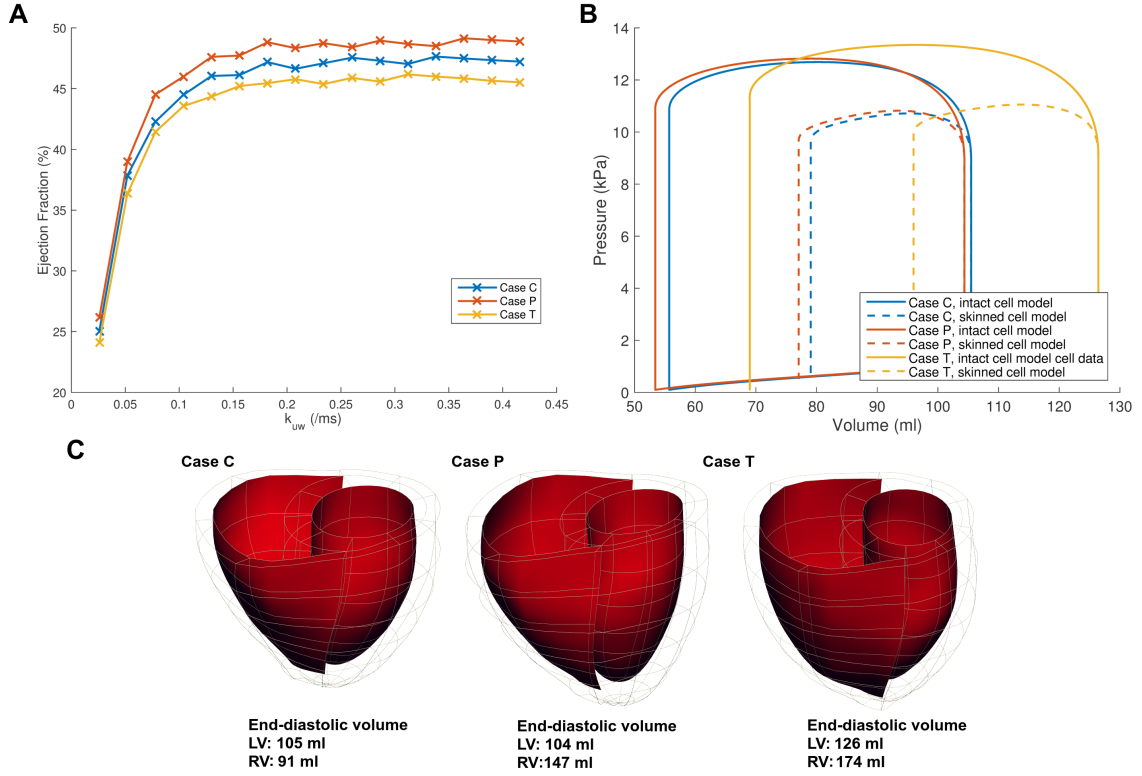 A
50
45
40
35
30
25
20
Ejection Fraction (%)
0
0.05
0.1
0.15
0.2
0.25
0.3
0.35
0.4
0.45
k_uw (/ms)
Case C
Case P
Case T
B
14
12
10
8
6
4
2
0
Pressure (kPa)
50
60
70
80
90
100
110
120
130
Volume (ml)
Case C, intact cell model
Case C, skinned cell model
Case P, intact cell model
Case P, skinned cell model
Case T, intact cell model cell data
Case T, skinned cell model
C
Case C
Case P
Case T
End-diastolic volume
LV: 105 ml
RV: 91 ml
End-diastolic volume
LV: 104 ml
RV:147 ml
End-diastolic volume
LV: 126 ml
RV: 174 ml